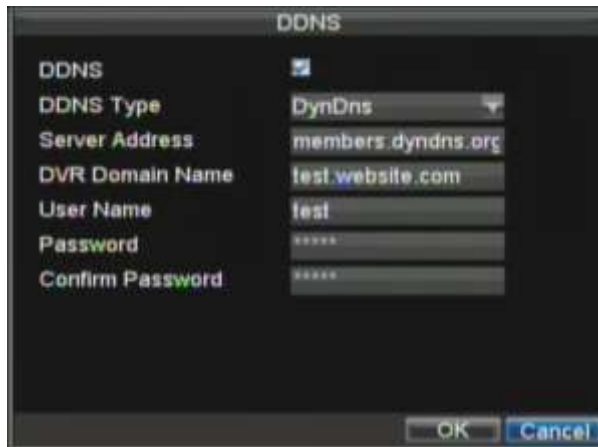 DDNS
DDNS
DDNS Type DynDns
Server Address members.dyndns.org
DVR Domain Name test.website.com
User Name test
Password *****
Confirm Password *****
OK Cancel